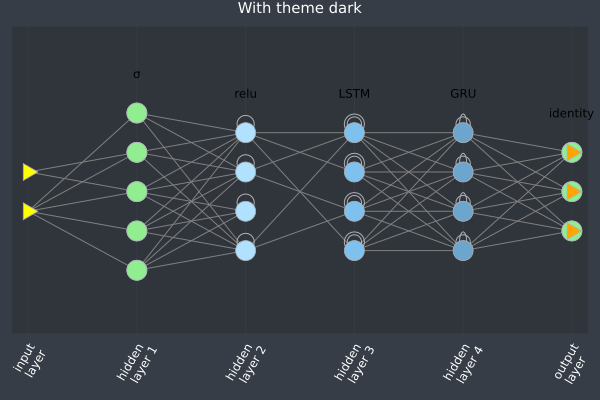 With theme dark
σ
relu
LSTM
GRU
identity
input
layer
hidden
layer 1
hidden
layer 2
hidden
layer 3
hidden
layer 4
output
layer